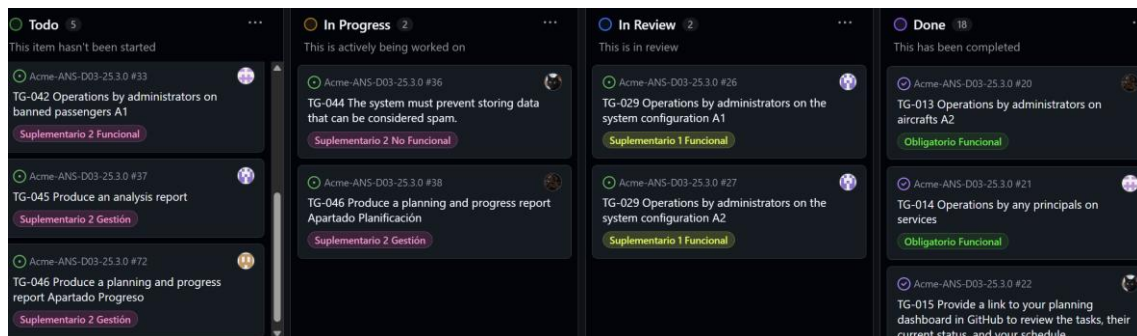 Todo 5 ...
This item hasn't been started
Acme-ANS-D03-25.3.0 #33
TG-042 Operations by administrators on
banned passengers A1
Suplementario 2 Funcional
Acme-ANS-D03-25.3.0 #37
TG-045 Produce an analysis report
Suplementario 2 Gestión
Acme-ANS-D03-25.3.0 #72
TG-046 Produce a planning and progress
report Apartado Progreso
Suplementario 2 Gestión
In Progress 2 ...
This is actively being worked on
Acme-ANS-D03-25.3.0 #36
TG-044 The system must prevent storing data
that can be considered spam.
Suplementario 2 No Funcional
Acme-ANS-D03-25.3.0 #38
TG-046 Produce a planning and progress report
Apartado Planificación
Suplementario 2 Gestión
In Review 2 ...
This is in review
Acme-ANS-D03-25.3.0 #26
TG-029 Operations by administrators on the
system configuration A1
Suplementario 1 Funcional
Acme-ANS-D03-25.3.0 #27
TG-029 Operations by administrators on the
system configuration A2
Suplementario 1 Funcional
Done 18
This has been completed
Acme-ANS-D03-25.3.0 #20
TG-013 Operations by administrators on
aircrafts A2
Obligatorio Funcional
Acme-ANS-D03-25.3.0 #21
TG-014 Operations by any principals on
services
Obligatorio Funcional
Acme-ANS-D03-25.3.0 #22
TG-015 Provide a link to your planning
dashboard in GitHub to review the tasks, their
current status, and your schedule